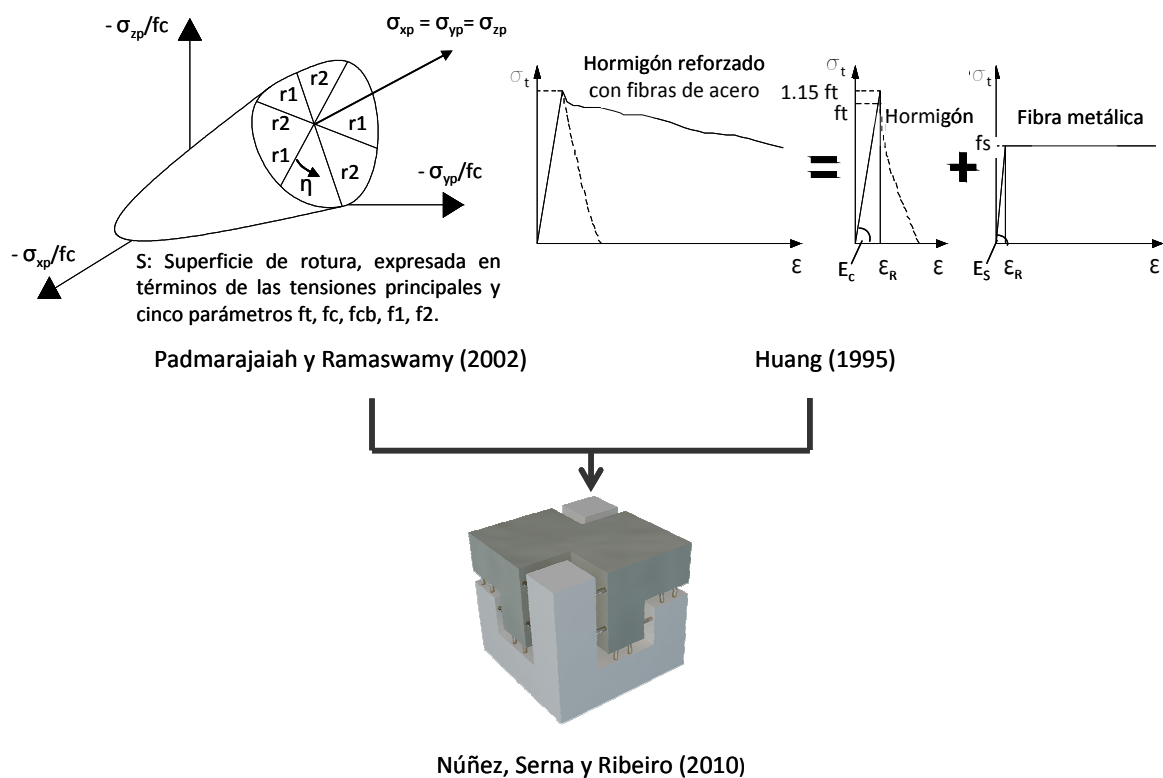 - σzp/fc
σxp = σyp= σzp
r2
r1
r2
r1
r1
r2
η
- σyp/fc
- σxp/fc
S: Superficie de rotura, expresada en
términos de las tensiones principales y
cinco parámetros ft, fc, fcb, f1, f2.
σt
Hormigón reforzado
con fibras de acero
ε
=
σt
1.15 ft
ft
Hormigón
Ec
εR
ε
+
σt
Fibra metálica
fs
Es
εR
ε
Padmarajaiah y Ramaswamy (2002)
Huang (1995)
Núñez, Serna y Ribeiro (2010)